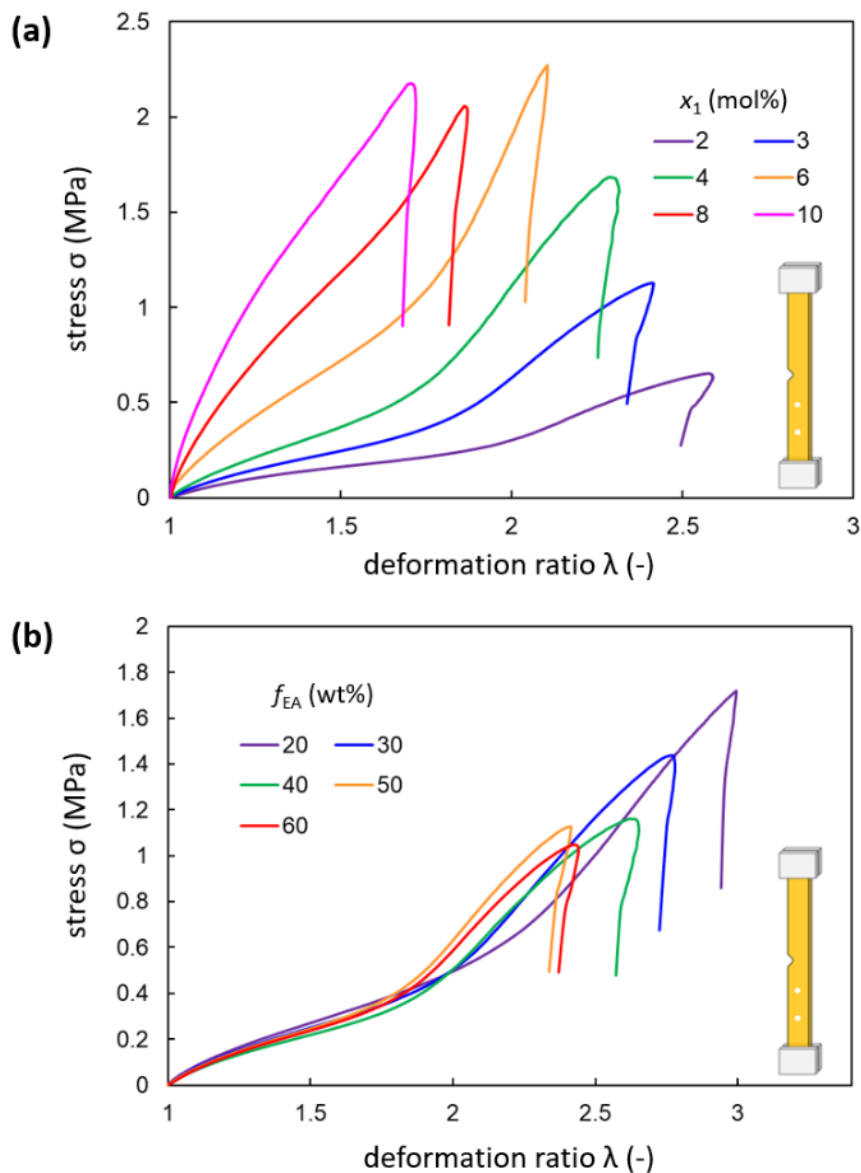 (a)
2.5
2
1.5
1
0.5
0
stress σ (MPa)
x₁ (mol%)
2 3
4 6
8 10
1 1.5 2 2.5 3
deformation ratio λ (-)
(b)
2
1.8
1.6
1.4
1.2
1
0.8
0.6
0.4
0.2
0
stress σ (MPa)
f_EA (wt%)
20 30
40 50
60
1 1.5 2 2.5 3
deformation ratio λ (-)